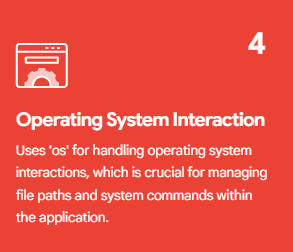 4
Operating System Interaction
Uses 'os' for handling operating system
interactions, which is crucial for managing
file paths and system commands within
the application.